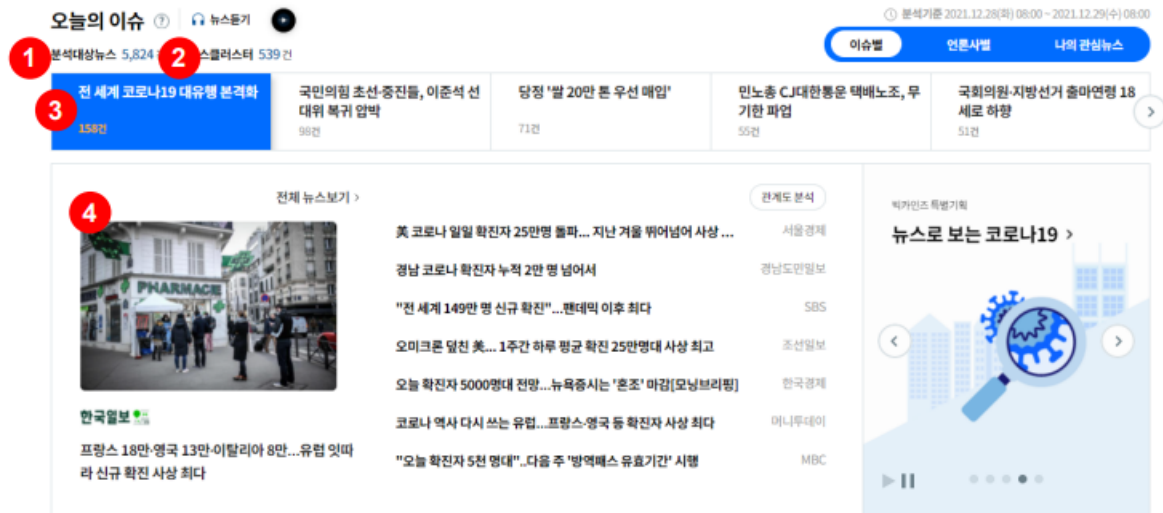 오늘의 이슈 ? 뉴스듣기
분석기준 2021.12.28(화) 08:00 ~ 2021.12.29(수) 08:00
1 분석대상뉴스 5,824 2 스클러스터 539건
이슈별 언론사별 나의 관심뉴스
3
전 세계 코로나19 대유행 본격화
158건
국민의힘 초선·중진들, 이준석 선
대위 복귀 압박
98건
당정 '쌀 20만 톤 우선 매입'
71건
민노총 CJ대한통운 택배노조, 무
기한 파업
55건
국회의원·지방선거 출마연령 18
세로 하향
51건
4
전체 뉴스보기 >
PHARMACIE
한국일보
프랑스 18만·영국 13만·이탈리아 8만...유럽 잇따
라 신규 확진 사상 최다
관계도 분석
美 코로나 일일 확진자 25만명 돌파... 지난 겨울 뛰어넘어 사상 ... 서울경제
경남 코로나 확진자 누적 2만 명 넘어서 경남도민일보
"전 세계 149만 명 신규 확진"...팬데믹 이후 최다 SBS
오미크론 덮친 美... 1주간 하루 평균 확진 25만명대 사상 최고 조선일보
오늘 확진자 5000명대 전망...뉴욕증시는 '혼조' 마감[모닝브리핑] 한국경제
코로나 역사 다시 쓰는 유럽...프랑스·영국 등 확진자 사상 최다 머니투데이
"오늘 확진자 5천 명대"..다음 주 '방역패스 유효기간' 시행 MBC
빅카인즈 특별기획
뉴스로 보는 코로나19 >